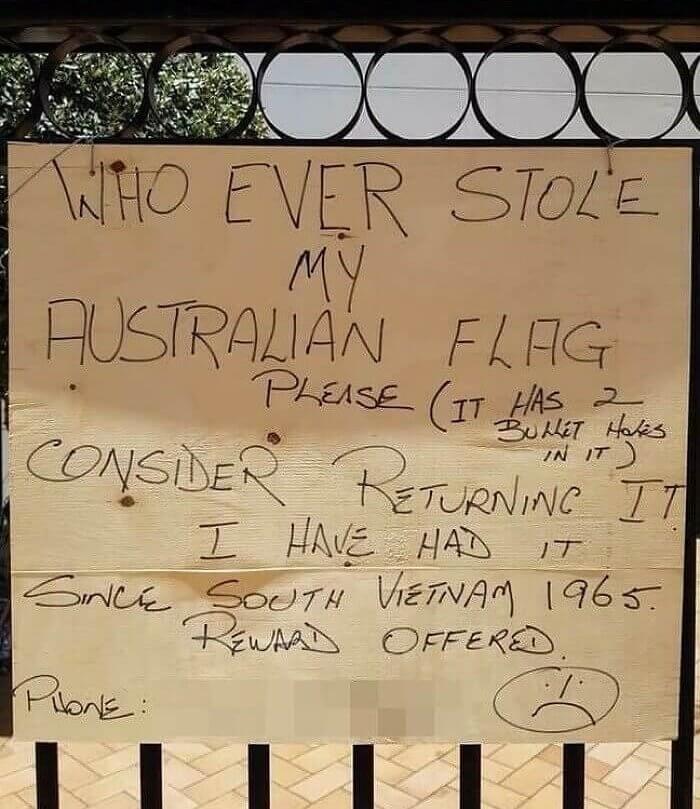 WHO EVER STOLE
MY
AUSTRALIAN FLAG
PLEASE (IT HAS 2
BULLET HOLES
IN IT)
CONSIDER RETURNING IT
I HAVE HAD IT
SINCE SOUTH VIETNAM 1965.
REWARD OFFERED.
PHONE: